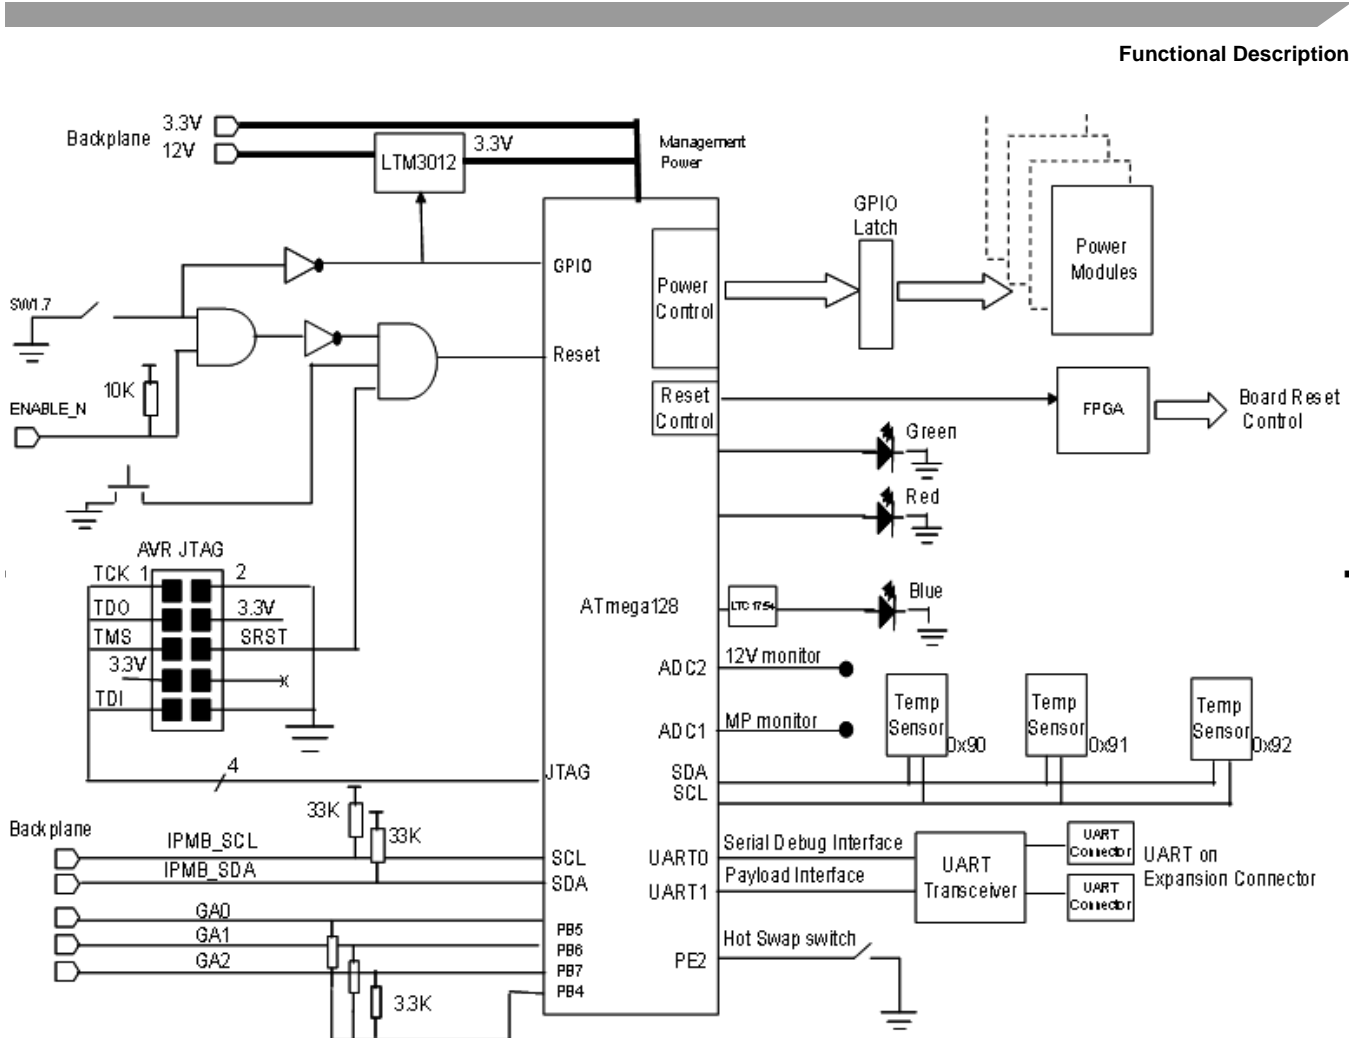 Functional Description
Backplane
3.3V
12V
LTM3012
3.3V
Management
Power
GPIO
Latch
Power
Modules
GPIO
Power
Control
SW1.7
Reset
10K
ENABLE_N
Reset
Control
FPGA
Board Reset
Control
Green
Red
AVR JTAG
TCK 1
2
TDO
3.3V
TMS
SRST
3.3V
x
TDI
ATmega128
LTC1754
Blue
ADC2
12V monitor
ADC1
MP monitor
Temp
Sensor
0x90
Temp
Sensor
0x91
Temp
Sensor
0x92
4
JTAG
SDA
SCL
33K
33K
Backplane
IPMB_SCL
SCL
IPMB_SDA
SDA
UART0
Serial Debug Interface
UART1
Payload Interface
UART
Transceiver
UART
Connector
UART
Connector
UART on
Expansion Connector
GA0
PB5
GA1
PB6
GA2
PB7
PB4
3.3K
PE2
Hot Swap switch